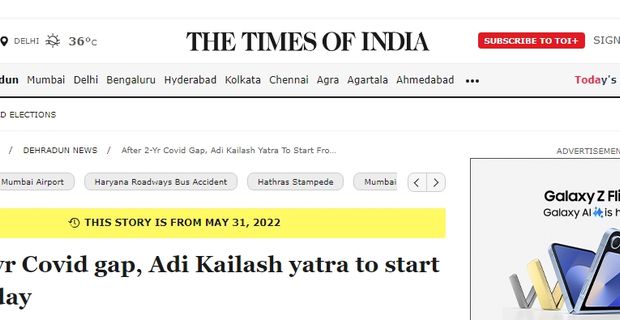 DELHI 36°C THE TIMES OF INDIA SUBSCRIBE TO TOI+ SIGN
dun Mumbai Delhi Bengaluru Hyderabad Kolkata Chennai Agra Agartala Ahmedabad ••• Today's
D ELECTIONS
/ DEHRADUN NEWS / After 2-Yr Covid Gap, Adi Kailash Yatra To Start Fro...
ADVERTISEMEN
Mumbai Airport Haryana Roadways Bus Accident Hathras Stampede Mumbai
THIS STORY IS FROM MAY 31, 2022
Galaxy Z Fli
Galaxy AI is h
yr Covid gap, Adi Kailash yatra to start
day